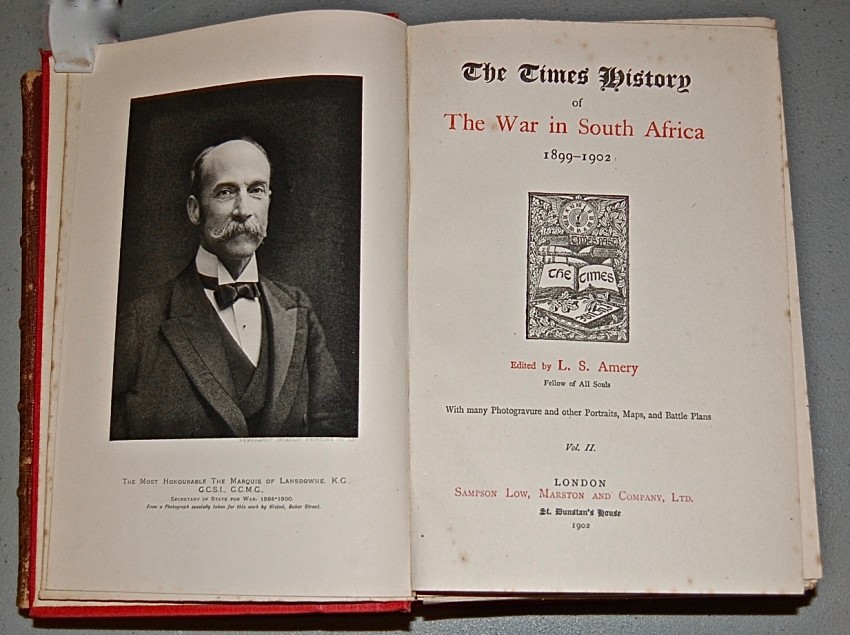 The Most Honourable The Marquis of Lansdowne, K.G.,
G.C.S.I., G.C.M.G.,
Secretary of State for War, 1895-1900.
From a Photograph specially taken for this work by Histed, Baker Street.
The Times History
of
The War in South Africa
1899-1902
THE TIMES
Edited by L. S. Amery
Fellow of All Souls
With many Photogravure and other Portraits, Maps, and Battle Plans
Vol. II.
LONDON
Sampson Low, Marston and Company, Ltd.
St. Dunstan's House
1902